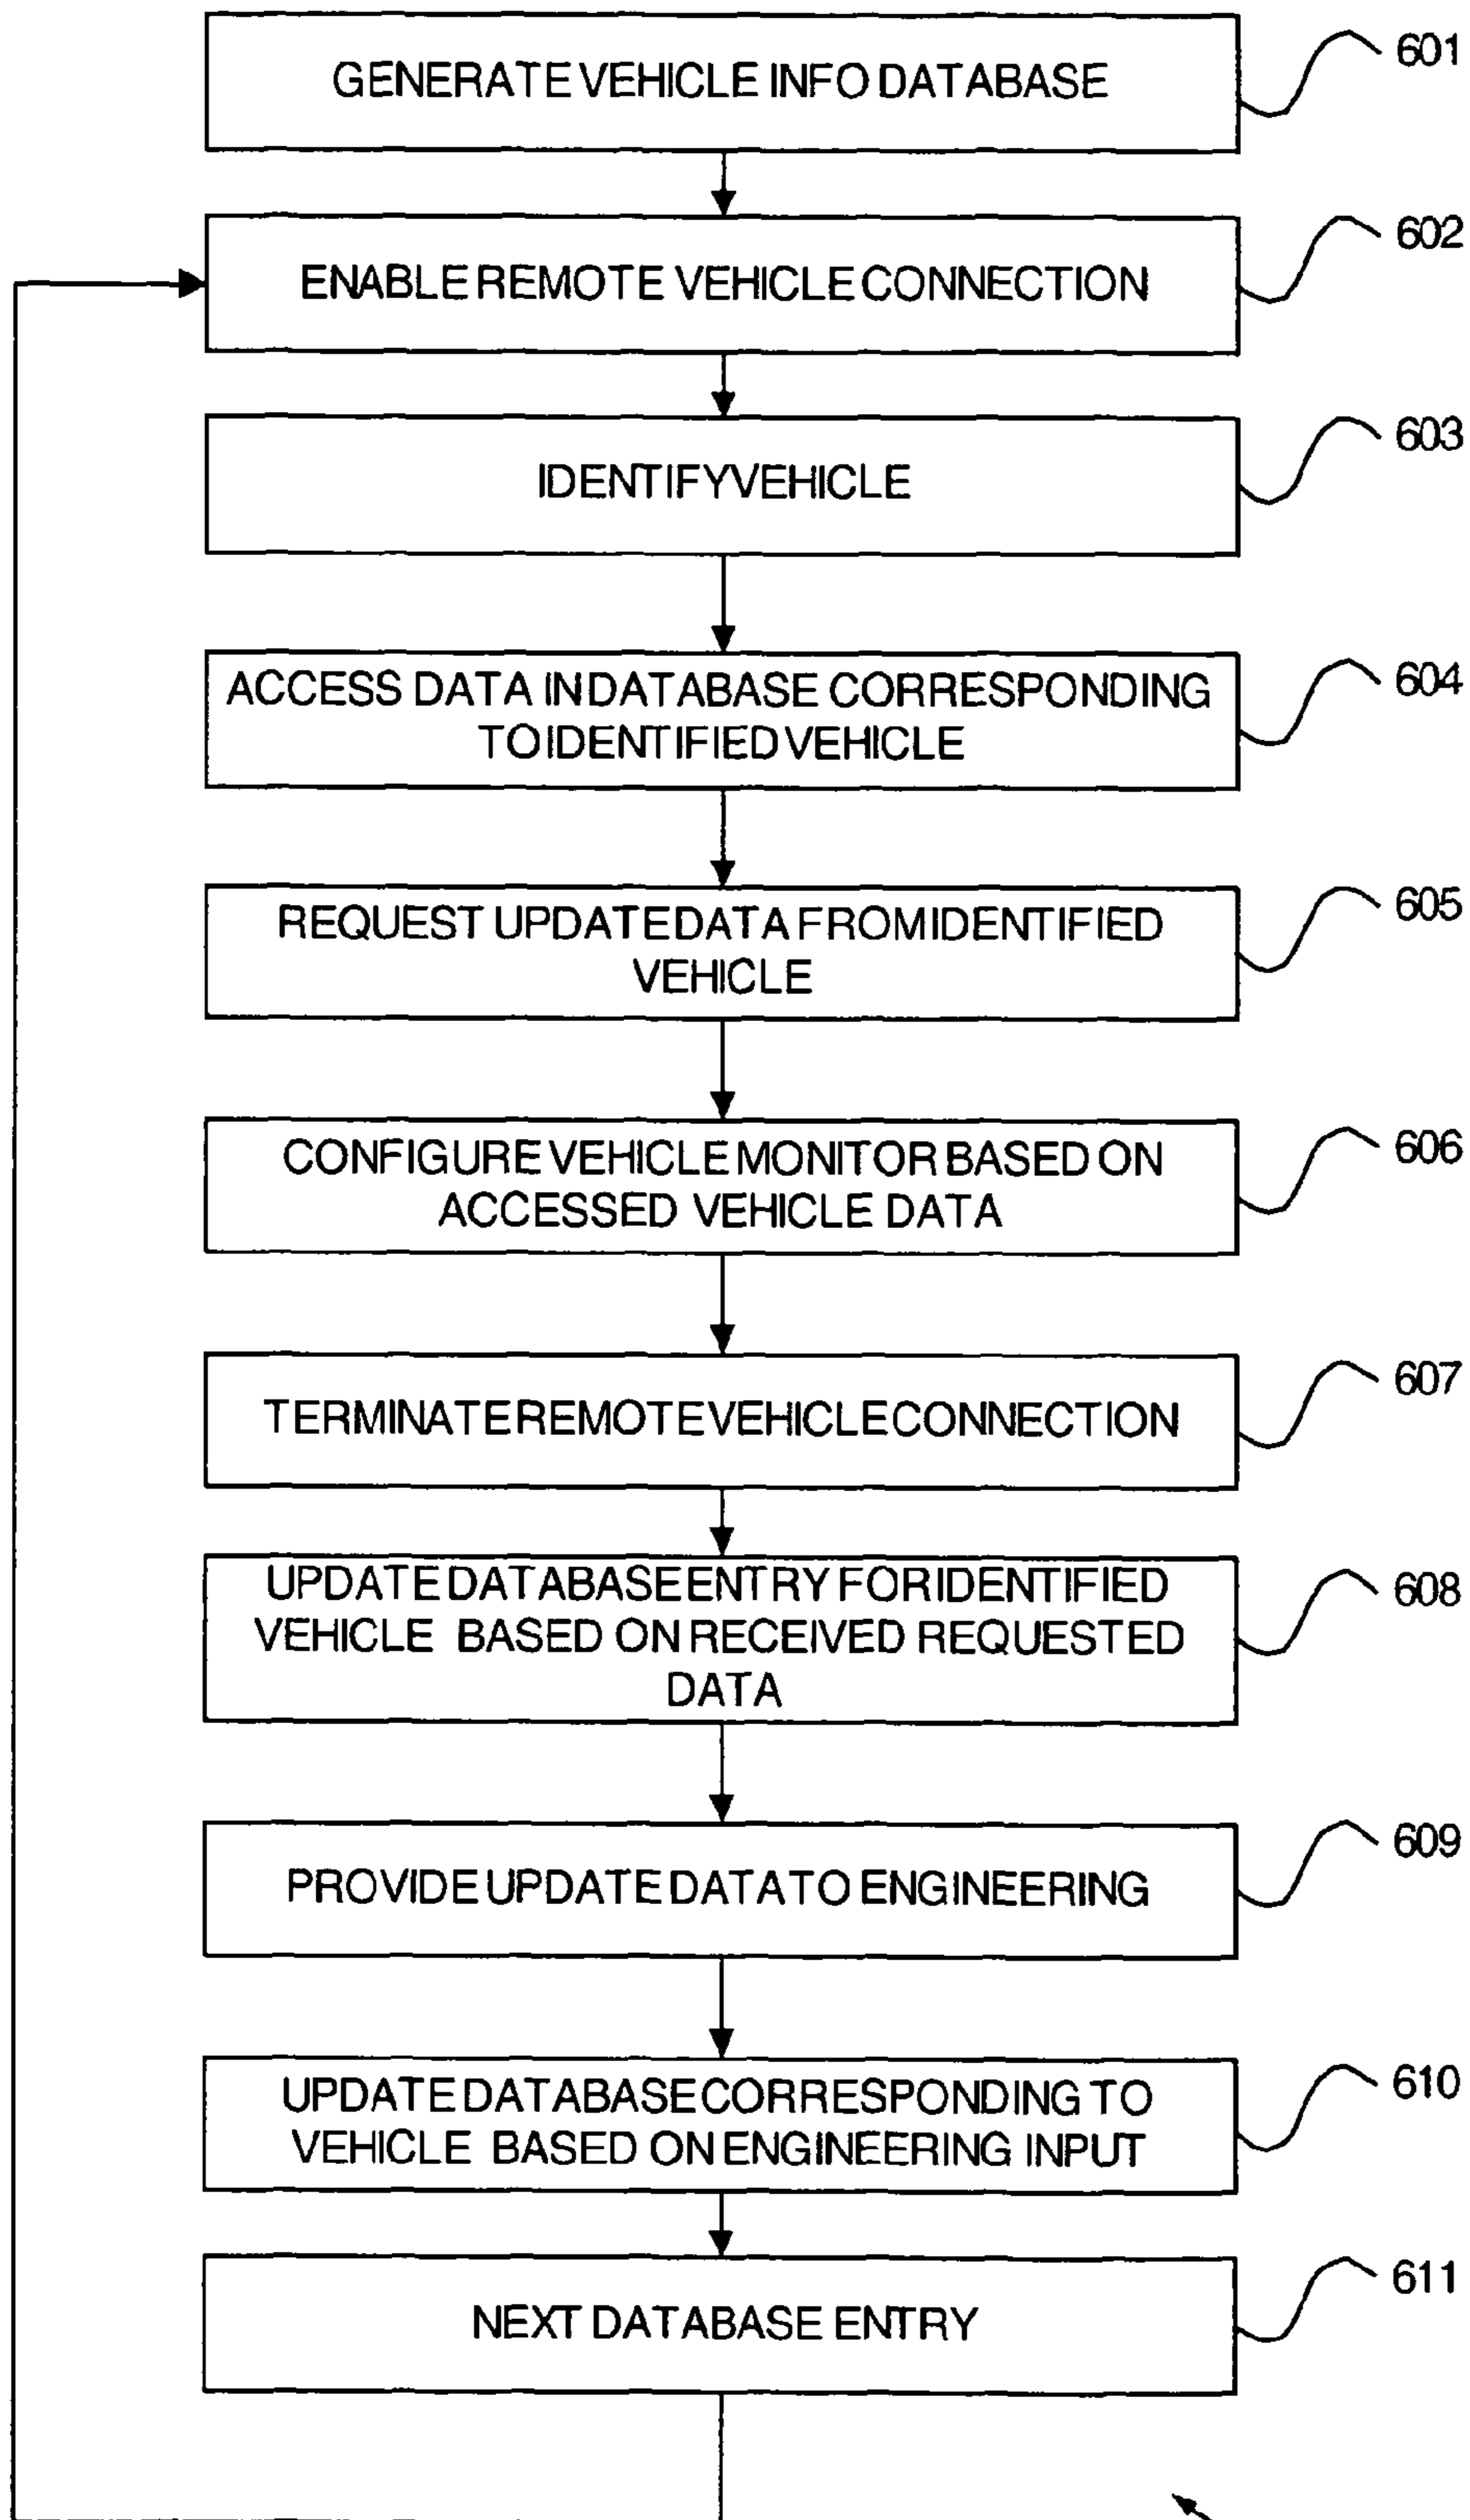 GENERATE VEHICLE INFO DATABASE
601
ENABLE REMOTE VEHICLE CONNECTION
602
IDENTIFY VEHICLE
603
ACCESS DATA IN DATABASE CORRESPONDING
TO IDENTIFIED VEHICLE
604
REQUEST UPDATE DATA FROM IDENTIFIED
VEHICLE
605
CONFIGURE VEHICLE MONITOR BASED ON
ACCESSED VEHICLE DATA
606
TERMINATE REMOTE VEHICLE CONNECTION
607
UPDATE DATABASE ENTRY FOR IDENTIFIED
VEHICLE BASED ON RECEIVED REQUESTED
DATA
608
PROVIDE UPDATE DATA TO ENGINEERING
609
UPDATE DATABASE CORRESPONDING TO
VEHICLE BASED ON ENGINEERING INPUT
610
NEXT DATABASE ENTRY
611